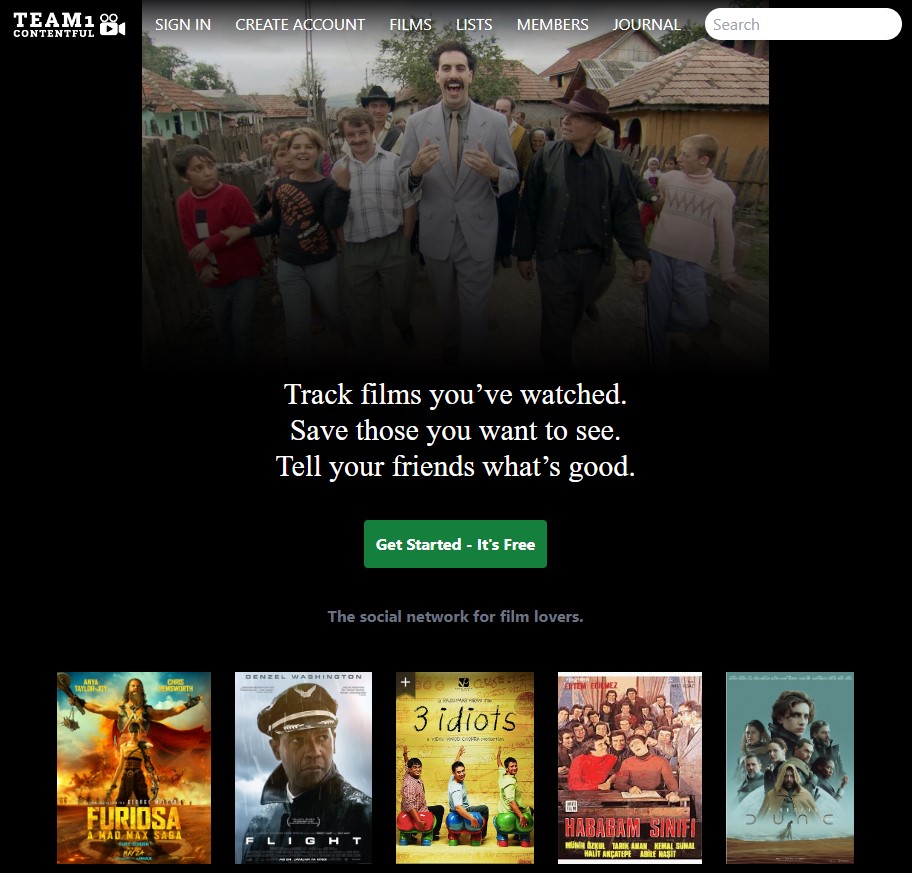 TEAM1
CONTENTFUL
SIGN IN
CREATE ACCOUNT
FILMS
LISTS
MEMBERS
JOURNAL
Search
Track films you’ve watched.
Save those you want to see.
Tell your friends what’s good.
Get Started - It's Free
The social network for film lovers.
ANYA
TAYLOR-JOY
CHRIS
HEMSWORTH
FURIOSA
A MAD MAX SAGA
DENZEL WASHINGTON
FLIGHT
+
3 idiots
ERTEM EĞİLMEZ
HABABAM SINIFI
MÜNİR ÖZKUL TARIK AKAN KEMAL SUNAL
HALİT AKÇATEPE ADİLE NAŞİT
DUNE